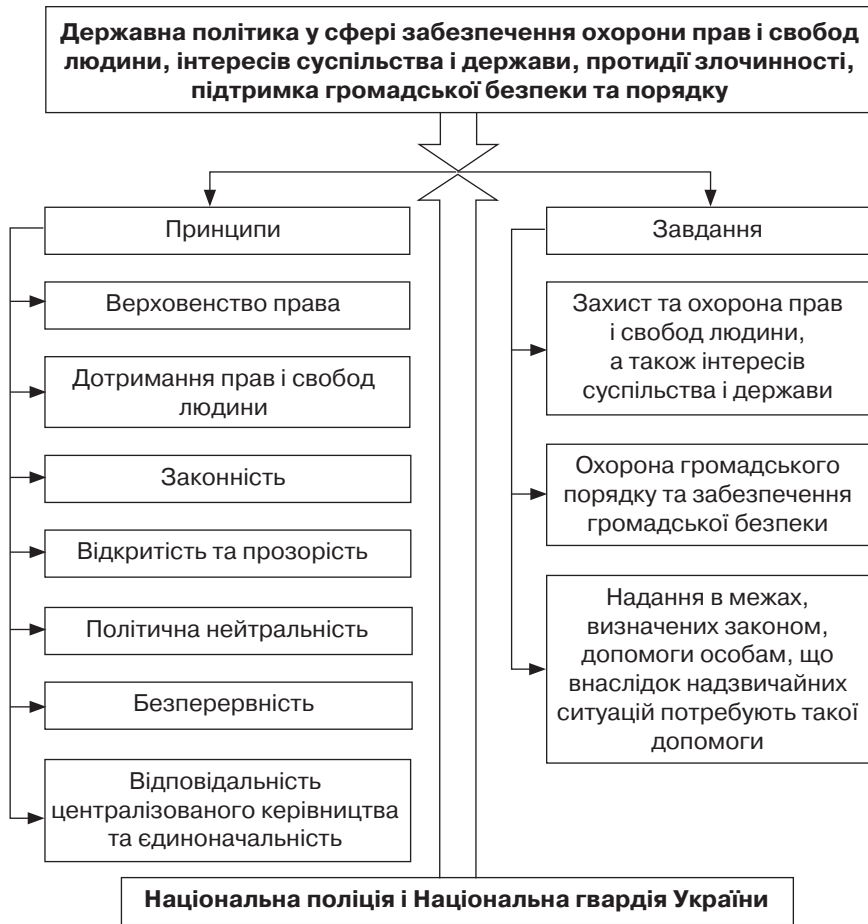 Державна політика у сфері забезпечення охорони прав і свобод
людини, інтересів суспільства і держави, протидії злочинності,
підтримка громадської безпеки та порядку
Принципи
Верховенство права
Дотримання прав і свобод
людини
Законність
Відкритість та прозорість
Політична нейтральність
Безперервність
Відповідальність
централізованого керівництва
та єдиноначальність
Завдання
Захист та охорона прав
і свобод людини,
а також інтересів
суспільства і держави
Охорона громадського
порядку та забезпечення
громадської безпеки
Надання в межах,
визначених законом,
допомоги особам, що
внаслідок надзвичайних
ситуацій потребують такої
допомоги
Національна поліція і Національна гвардія України